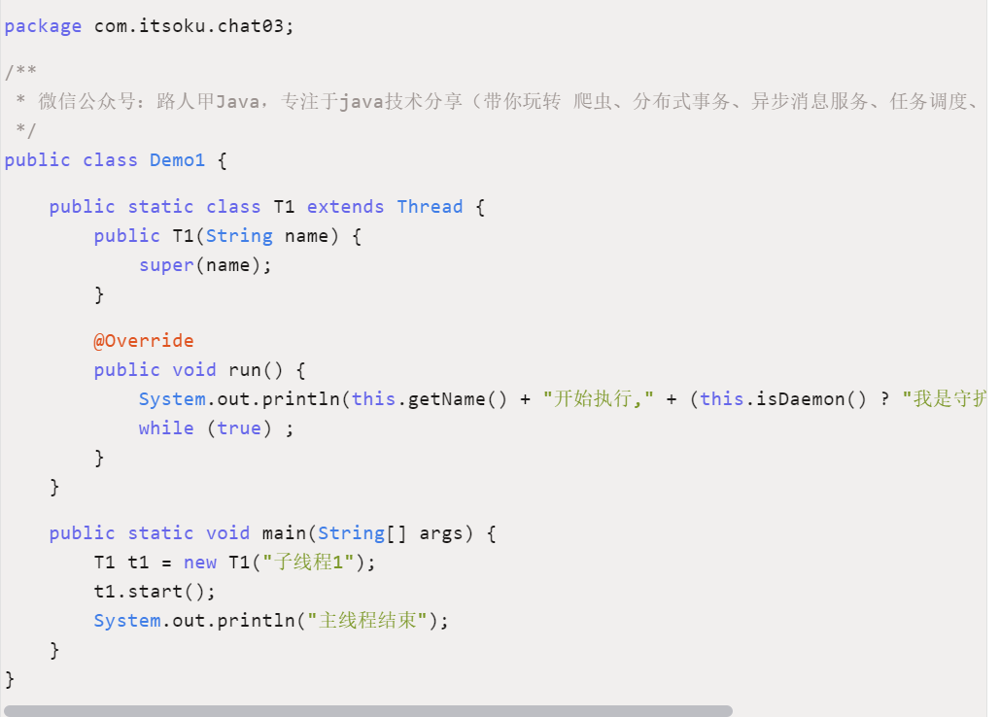 package com.itsoku.chat03;
/**
 * 微信公众号：路人甲Java，专注于java技术分享（带你玩转 爬虫、分布式事务、异步消息服务、任务调度、
 */
public class Demo1 {
    public static class T1 extends Thread {
        public T1(String name) {
            super(name);
        }
        @Override
        public void run() {
            System.out.println(this.getName() + "开始执行," + (this.isDaemon() ? "我是守护
            while (true) ;
        }
    }
    public static void main(String[] args) {
        T1 t1 = new T1("子线程1");
        t1.start();
        System.out.println("主线程结束");
    }
}